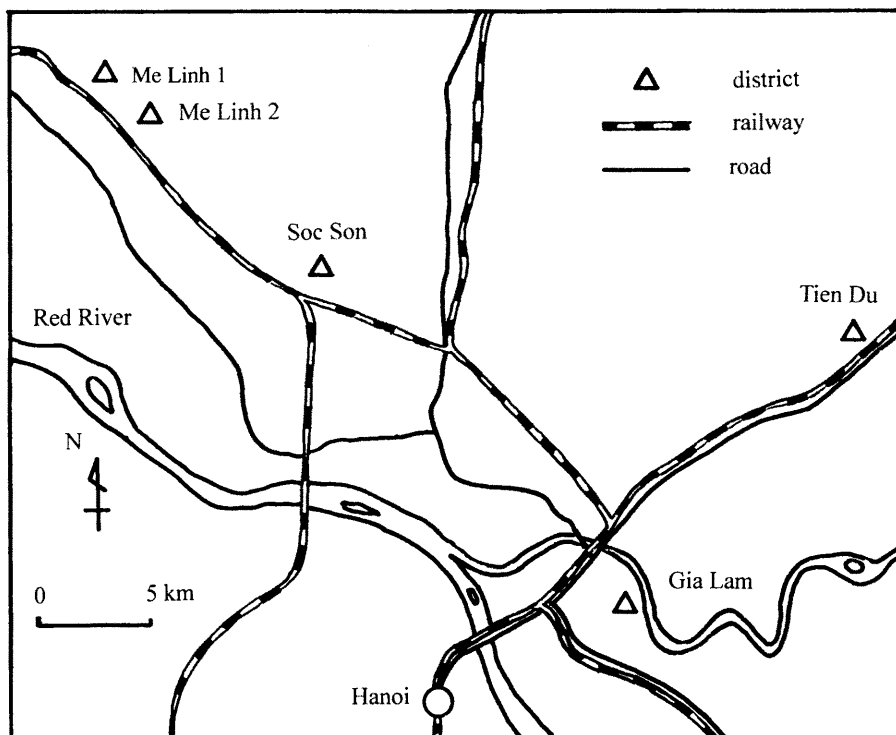 Me Linh 1
Me Linh 2
district
railway
road
Soc Son
Tien Du
Red River
N
0 5 km
Gia Lam
Hanoi